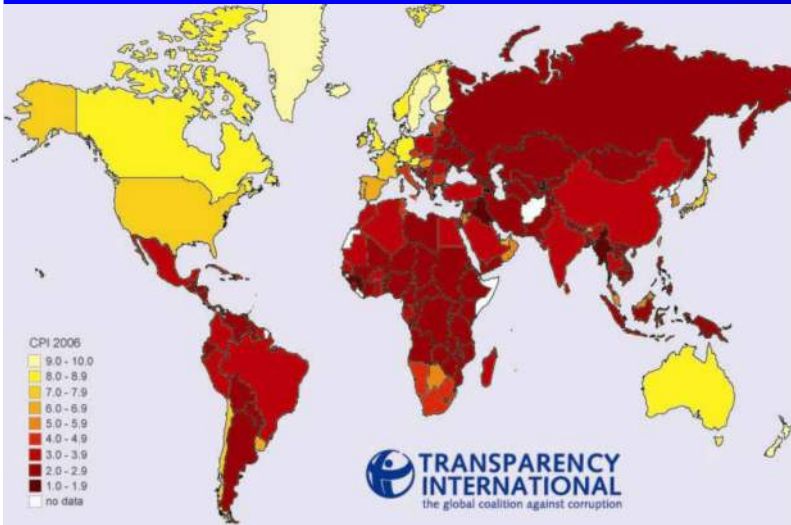 CPI 2006
9.0 - 10.0
8.0 - 8.9
7.0 - 7.9
6.0 - 6.9
5.0 - 5.9
4.0 - 4.9
3.0 - 3.9
2.0 - 2.9
1.0 - 1.9
no data
TRANSPARENCY
INTERNATIONAL
the global coalition against corruption